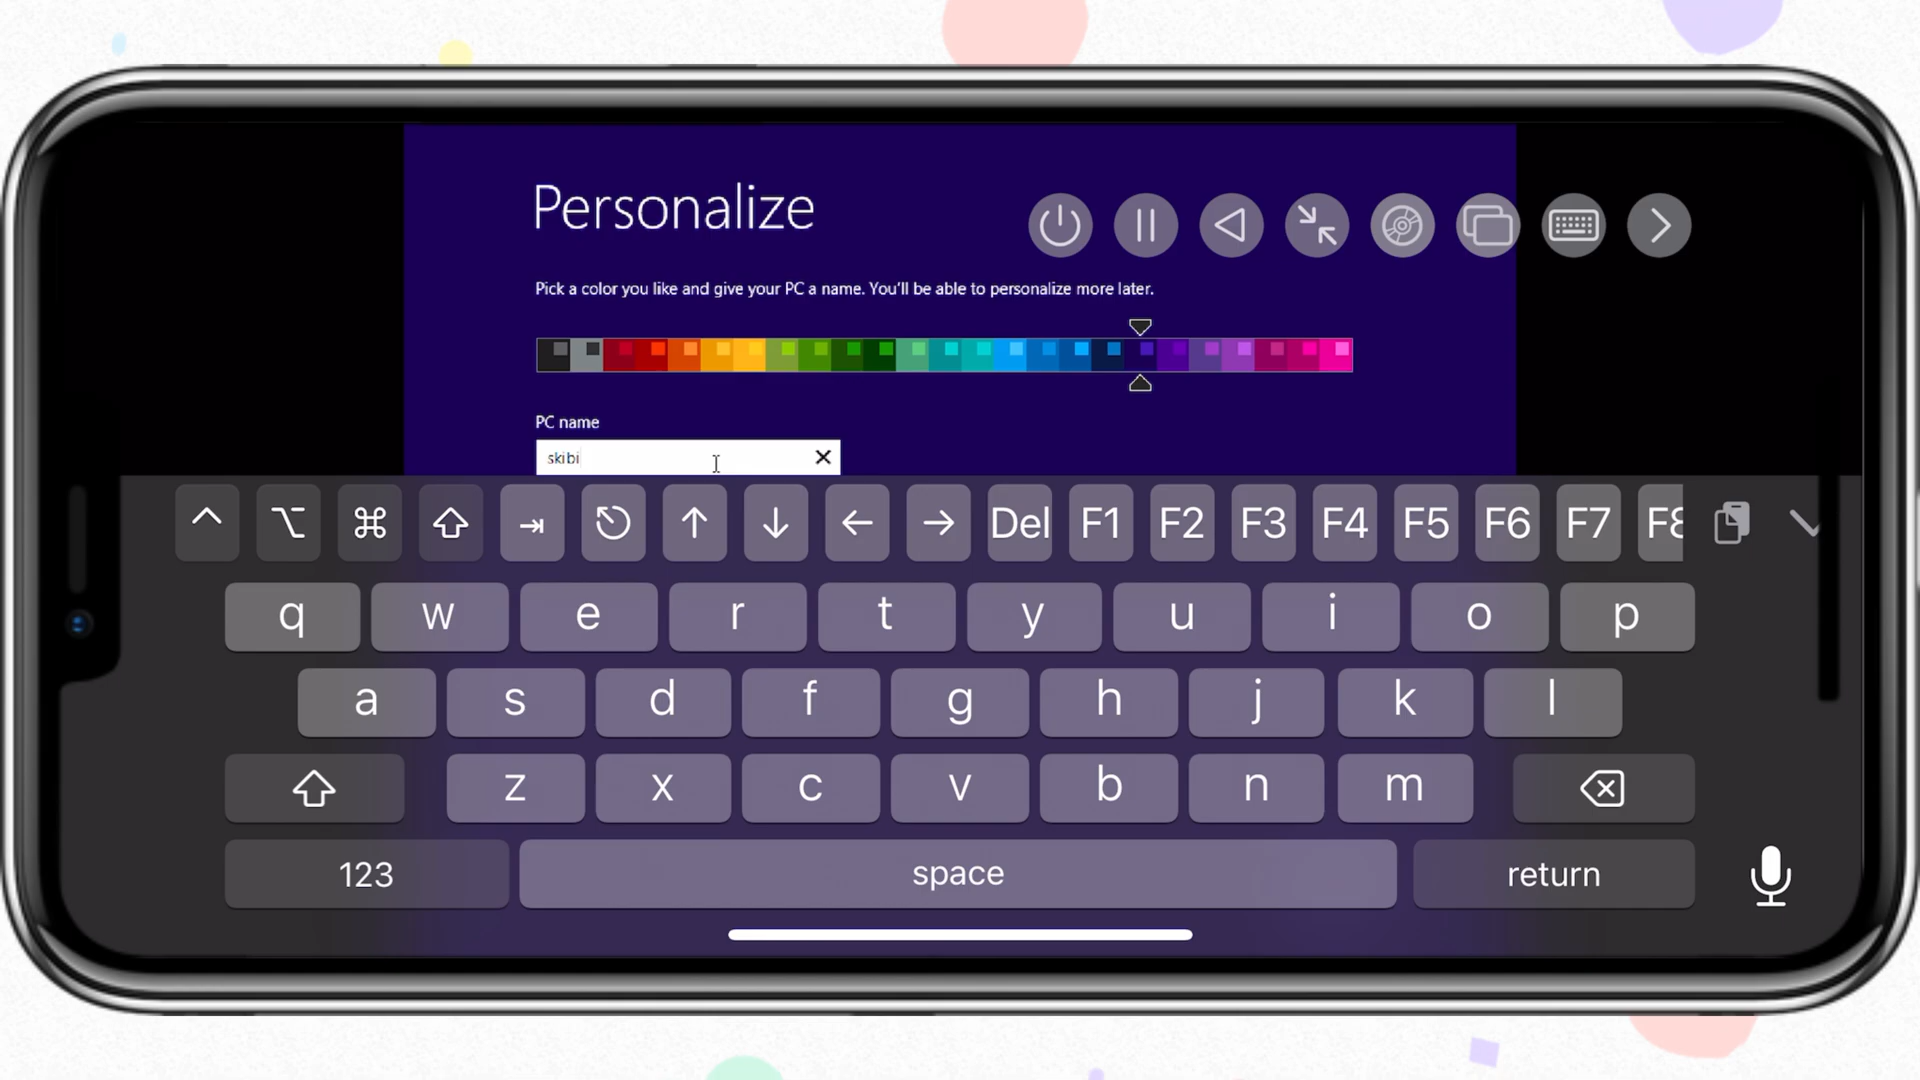 Personalize
Pick a color you like and give your PC a name. You'll be able to personalize more later.
PC name
skibi
Del F1 F2 F3 F4 F5 F6 F7 F8
q w e r t y u i o p
a s d f g h j k l
z x c v b n m
123 space return